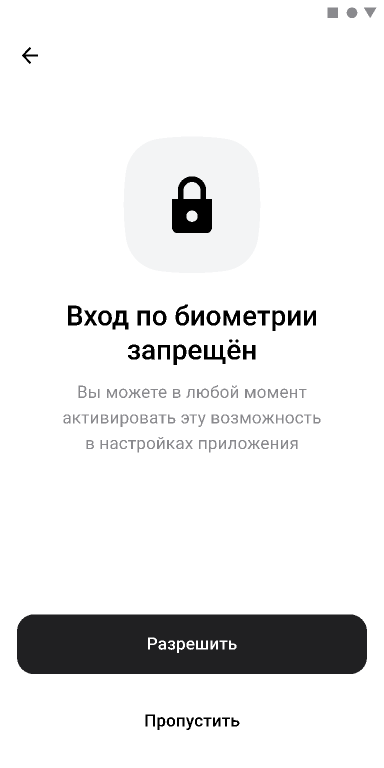 Вход по биометрии
запрещён
Вы можете в любой момент
активировать эту возможность
в настройках приложения
Разрешить
Пропустить